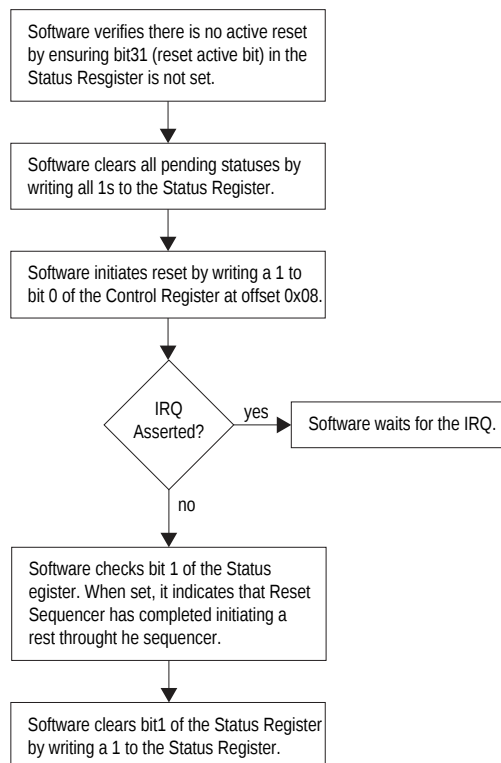 Software verifies there is no active reset
by ensuring bit31 (reset active bit) in the
Status Resgister is not set.
Software clears all pending statuses by
writing all 1s to the Status Register.
Software initiates reset by writing a 1 to
bit 0 of the Control Register at offset 0x08.
IRQ
Asserted?
yes
Software waits for the IRQ.
no
Software checks bit 1 of the Status
egister. When set, it indicates that Reset
Sequencer has completed initiating a
rest throught he sequencer.
Software clears bit1 of the Status Register
by writing a 1 to the Status Register.